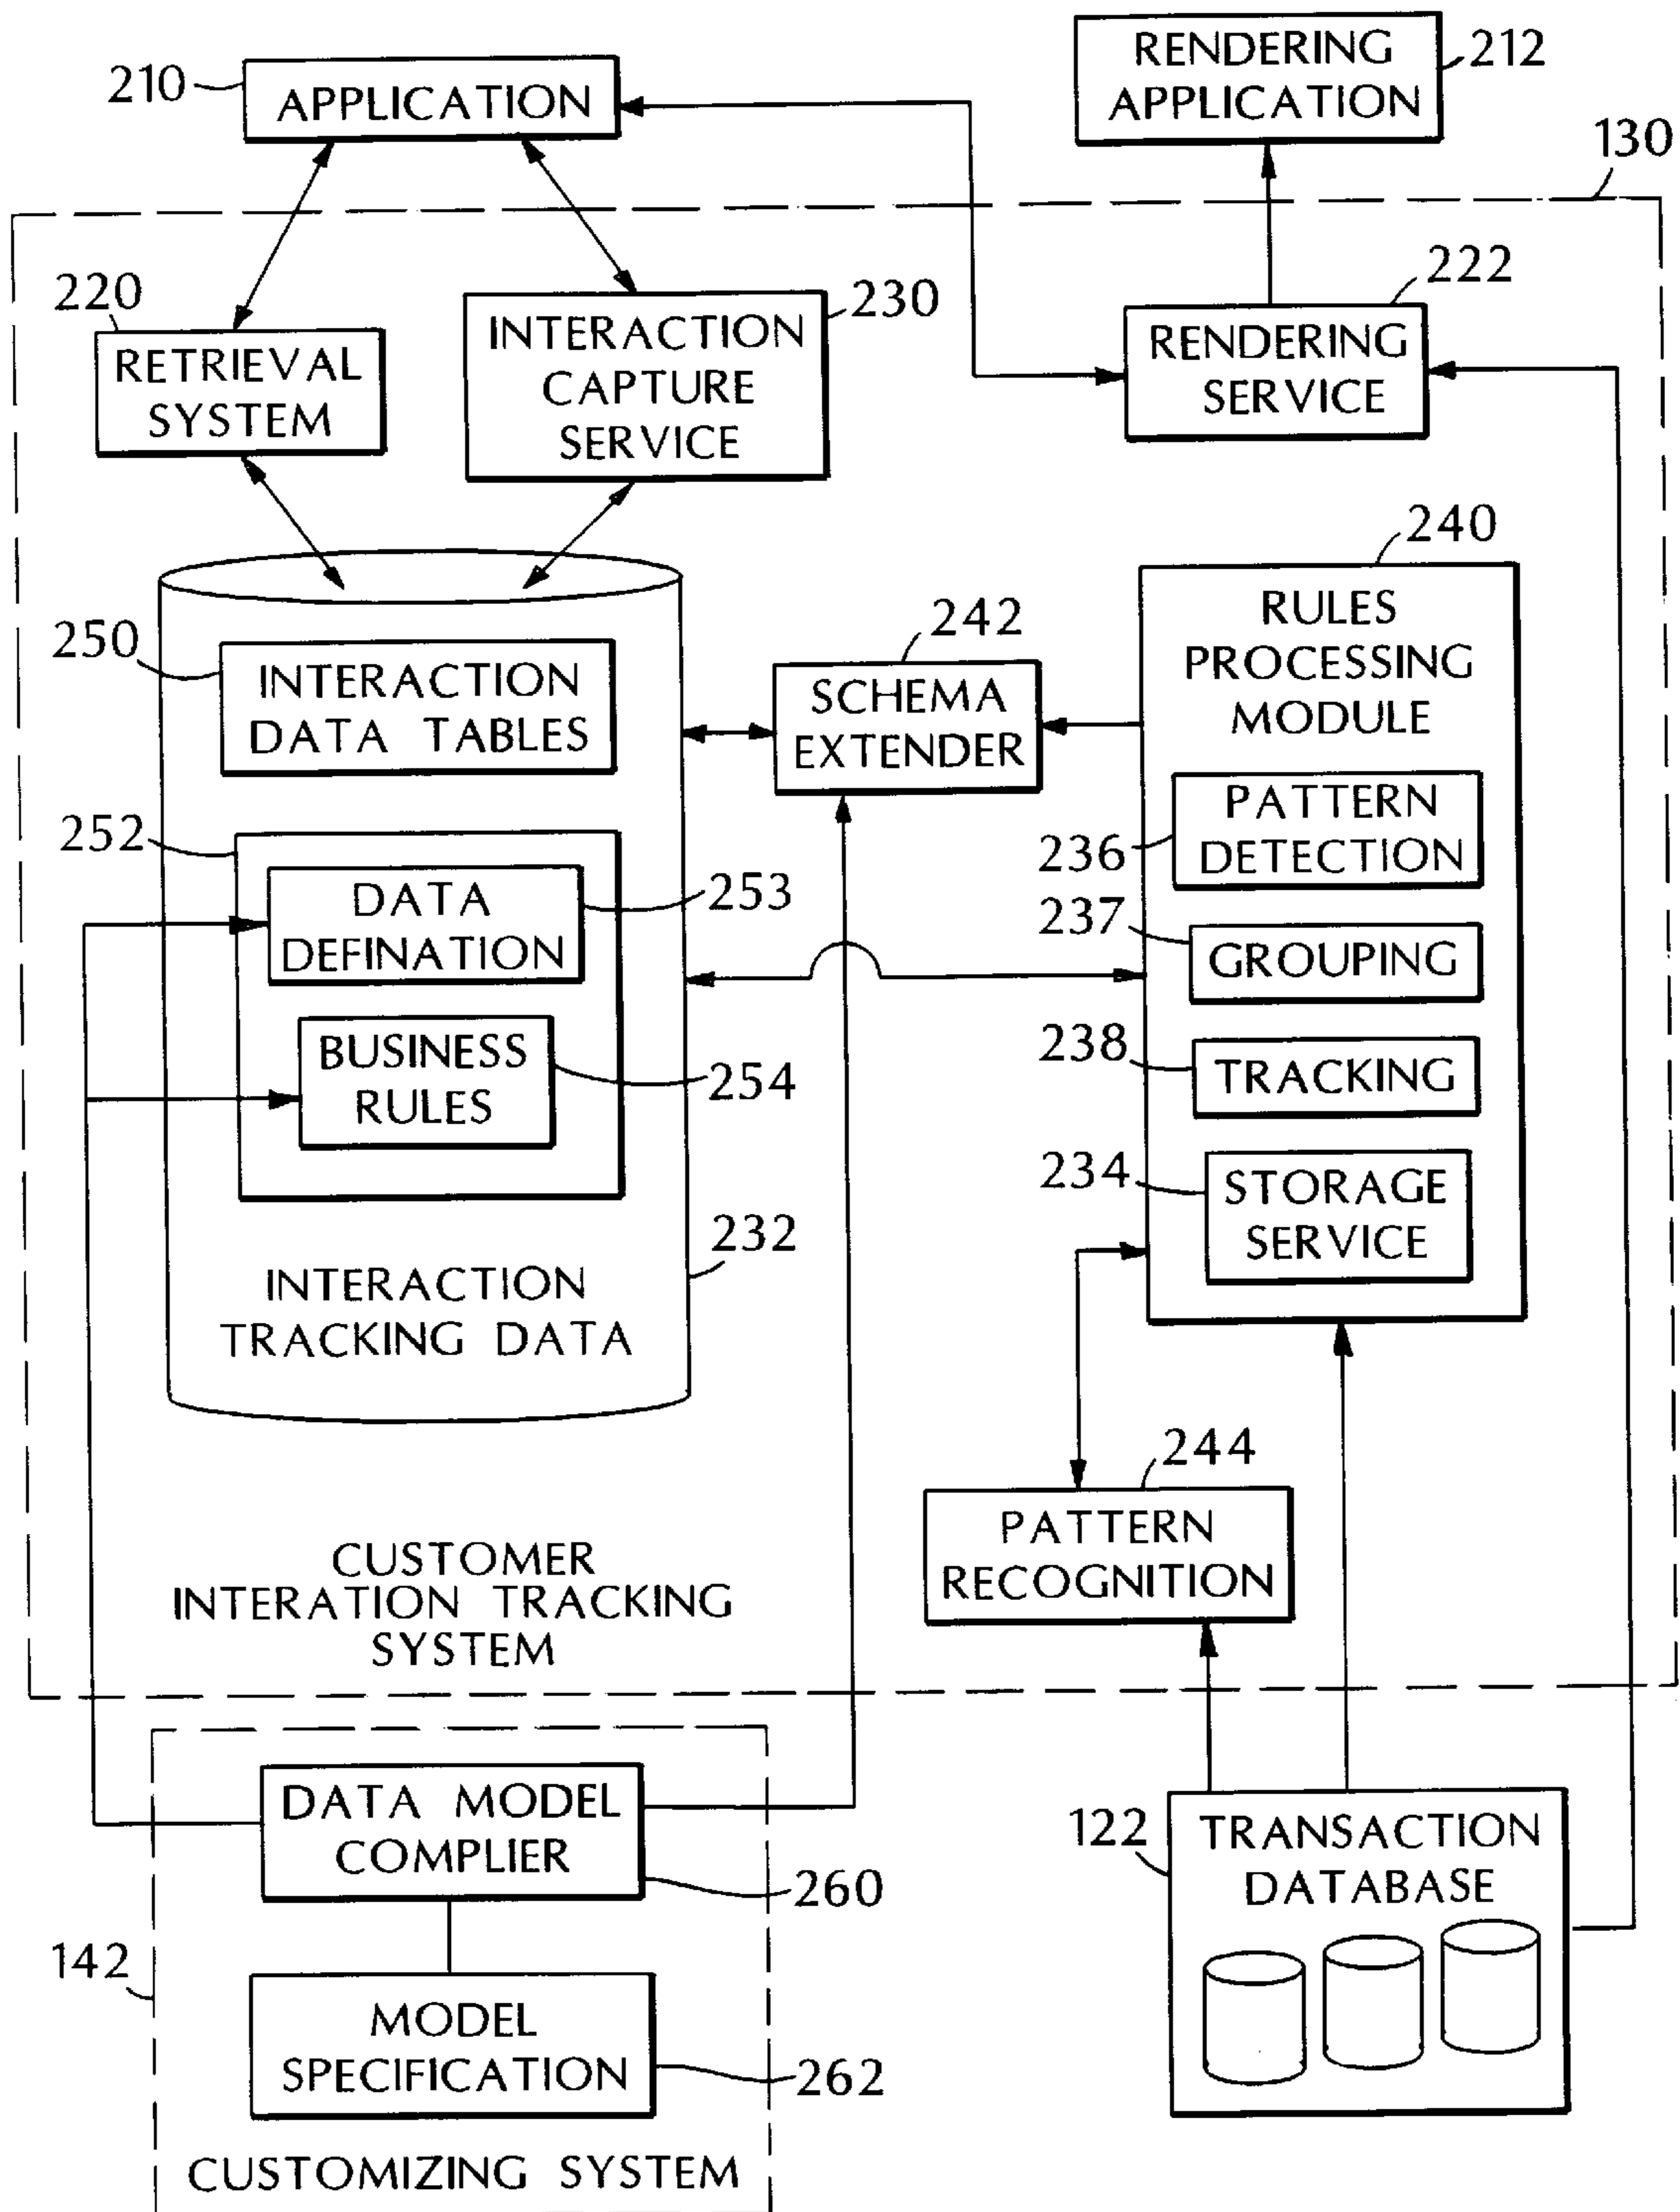 RENDERING
APPLICATION
212
210
APPLICATION
130
220
RETRIEVAL
SYSTEM
INTERACTION
CAPTURE
SERVICE
230
222
RENDERING
SERVICE
240
RULES
PROCESSING
MODULE
250
INTERACTION
DATA TABLES
242
SCHEMA
EXTENDER
PATTERN
DETECTION
236
252
DATA
DEFINATION
253
237
GROUPING
BUSINESS
RULES
254
238
TRACKING
234
STORAGE
SERVICE
232
INTERACTION
TRACKING DATA
244
PATTERN
RECOGNITION
CUSTOMER
INTERATION TRACKING
SYSTEM
DATA MODEL
COMPLIER
260
122
TRANSACTION
DATABASE
142
MODEL
SPECIFICATION
262
CUSTOMIZING SYSTEM